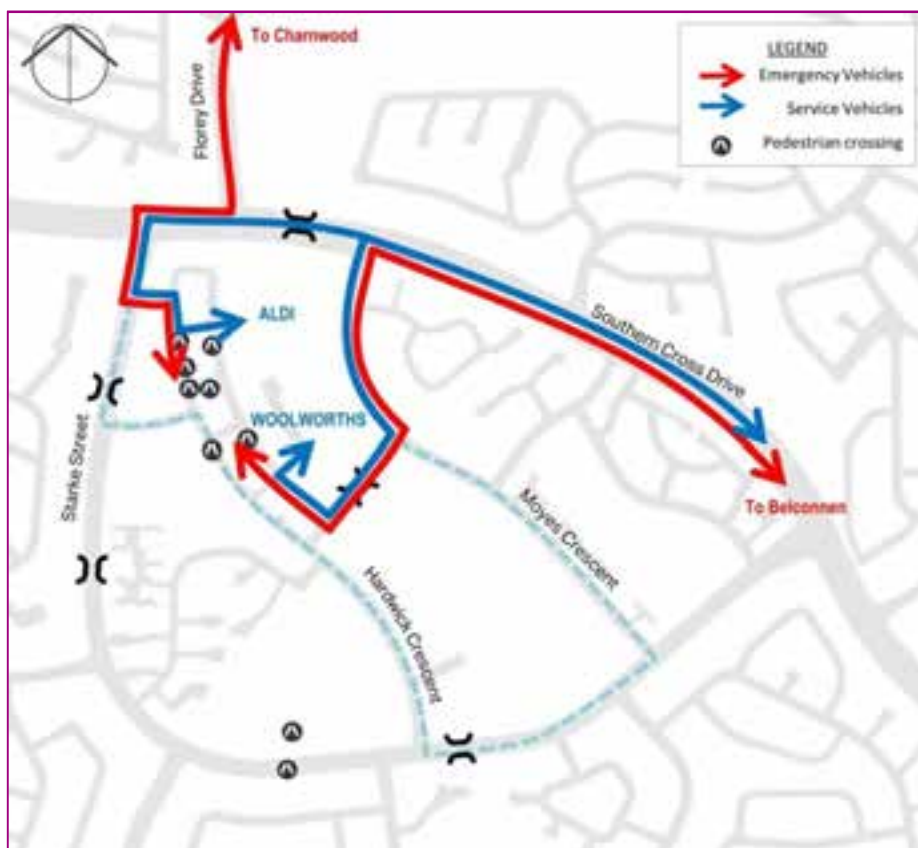 To Charnwood
LEGEND
Emergency Vehicles
Service Vehicles
Pedestrian crossing
Florey Drive
ALDI
Southern Cross Drive
WOOLWORTHS
Starke Street
Moyes Crescent
To Belconnen
Hardwick Crescent